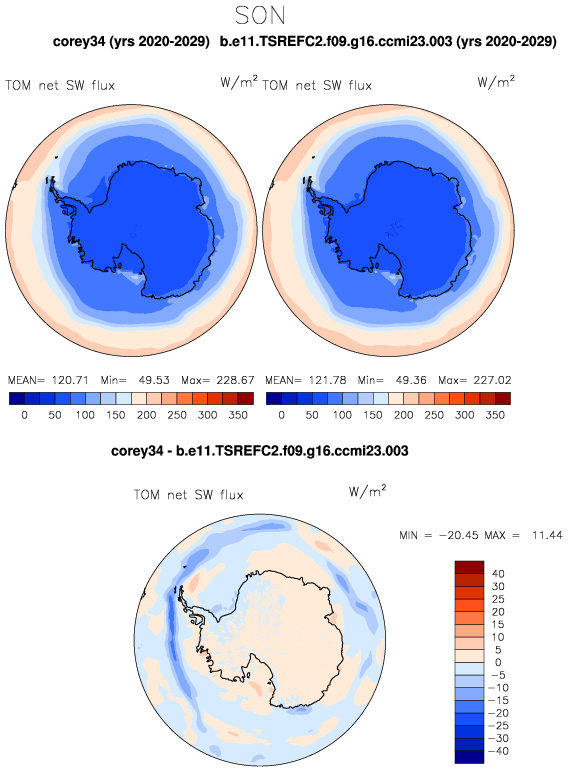 SON
corey34 (yrs 2020-2029) b.e11.TSREFC2.f09.g16.ccmi23.003 (yrs 2020-2029)
TOM net SW flux W/m² TOM net SW flux W/m²
MEAN= 120.71 Min= 49.53 Max= 228.67 MEAN= 121.78 Min= 49.36 Max= 227.02
0 50 100 150 200 250 300 350 0 50 100 150 200 250 300 350
corey34 - b.e11.TSREFC2.f09.g16.ccmi23.003
TOM net SW flux W/m²
MIN = −20.45 MAX = 11.44
40
30
25
20
15
10
5
0
−5
−10
−15
−20
−25
−30
−40